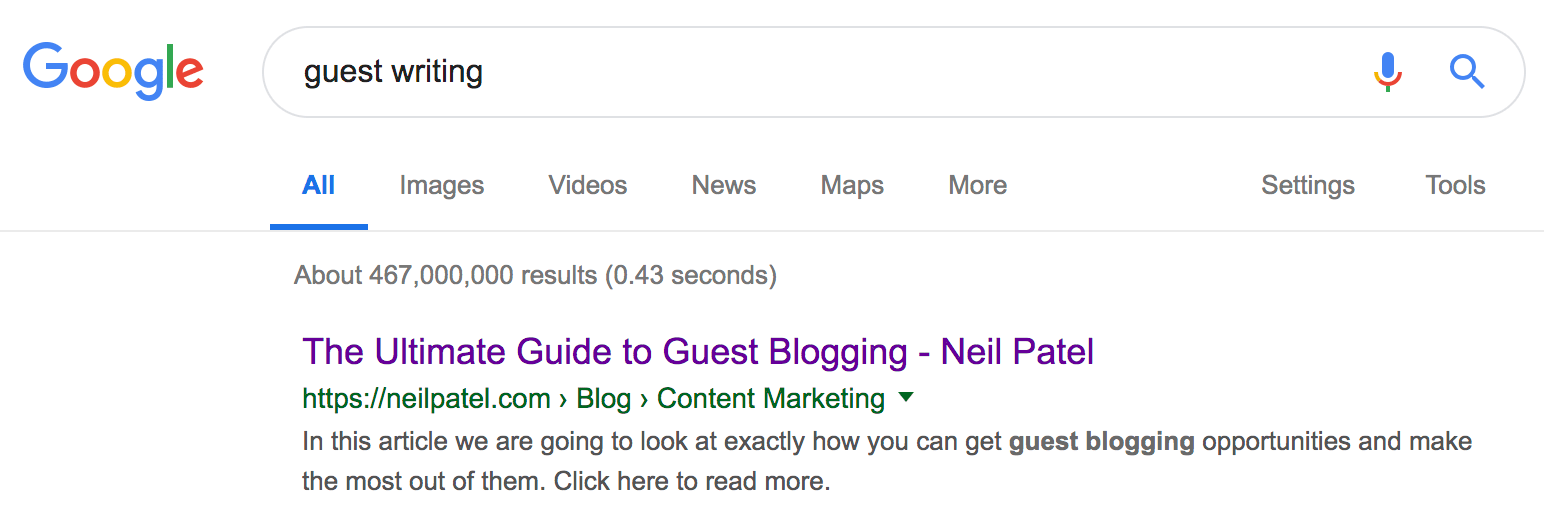 Google guest writing
All Images Videos News Maps More Settings Tools
About 467,000,000 results (0.43 seconds)
The Ultimate Guide to Guest Blogging - Neil Patel
https://neilpatel.com › Blog › Content Marketing
In this article we are going to look at exactly how you can get guest blogging opportunities and make
the most out of them. Click here to read more.